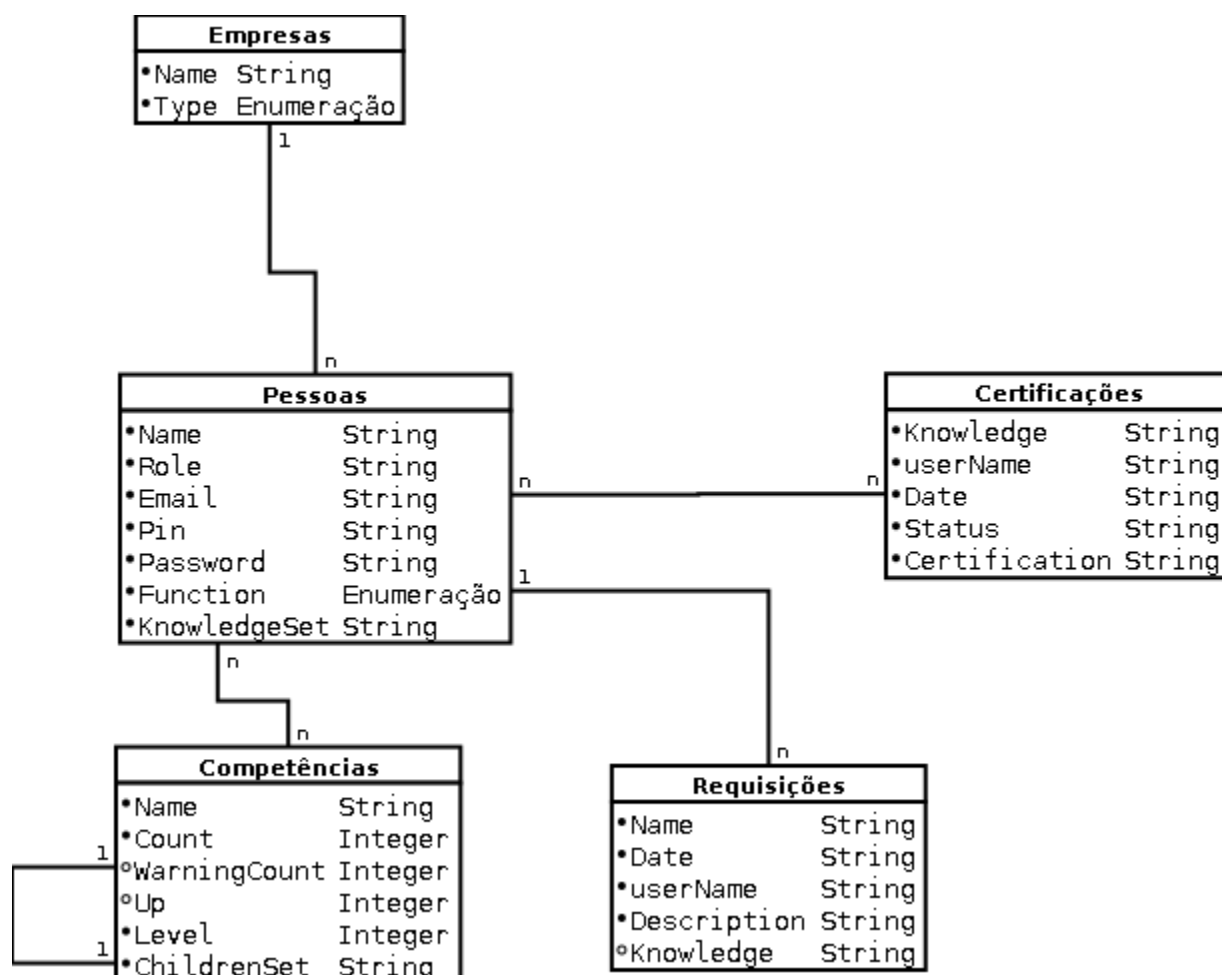 Empresas
•Name String
•Type Enumeração
1
n
Pessoas
•Name String
•Role String
•Email String
•Pin String
•Password String
•Function Enumeração
•KnowledgeSet String
n
n
Certificações
•Knowledge String
•userName String
•Date String
•Status String
•Certification String
1
n
n
n
Competências
•Name String
•Count Integer
1
◦WarningCount Integer
◦Up Integer
•Level Integer
1
•ChildrenSet String
Requisições
•Name String
•Date String
•userName String
•Description String
◦Knowledge String